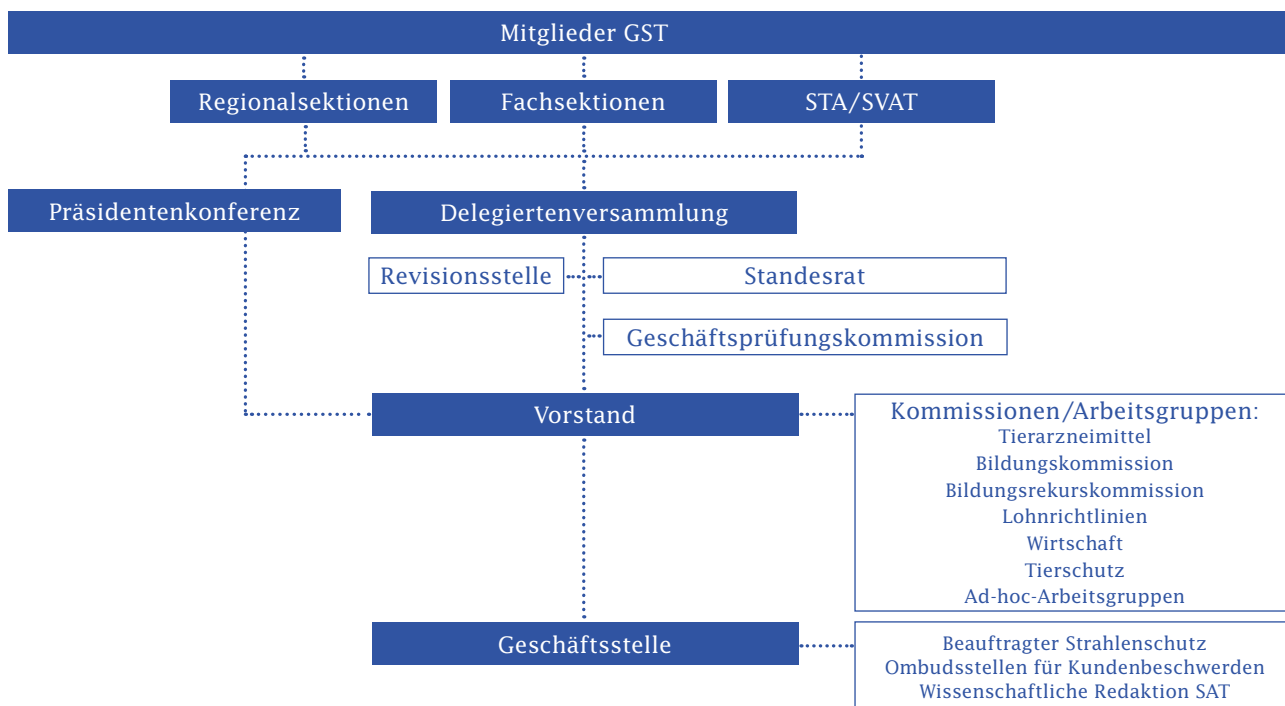 Mitglieder GST
Regionalsektionen
Fachsektionen
STA/SVAT
Präsidentenkonferenz
Delegiertenversammlung
Revisionsstelle
Standesrat
Geschäftsprüfungskommission
Vorstand
Kommissionen/Arbeitsgruppen:
Tierarzneimittel
Bildungskommission
Bildungsrekurskommission
Lohnrichtlinien
Wirtschaft
Tierschutz
Ad-hoc-Arbeitsgruppen
Geschäftsstelle
Beauftragter Strahlenschutz
Ombudsstellen für Kundenbeschwerden
Wissenschaftliche Redaktion SAT